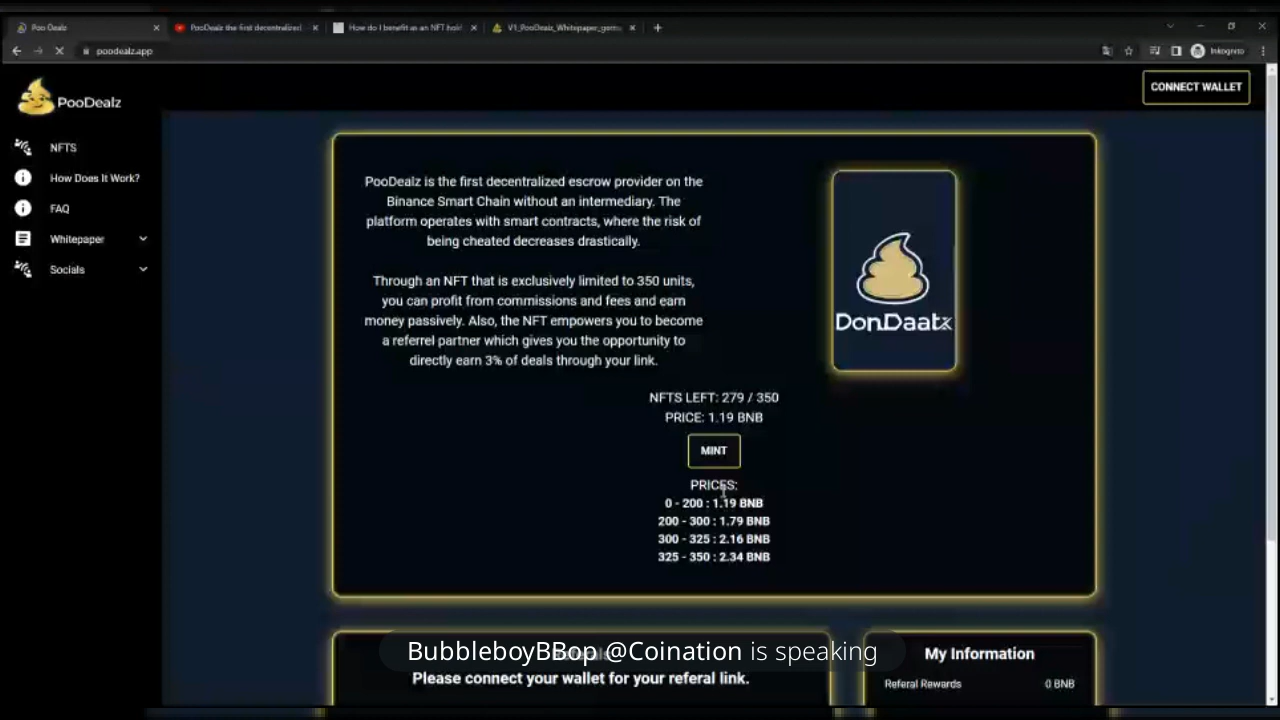 Poo Dealz
PooDealz the first decentralized
How do I benefit as an NFT hol
V1_PooDealz_Whitepaper_germ
poodealz.app
Inkognito
PooDealz
CONNECT WALLET
NFTS
How Does It Work?
FAQ
Whitepaper
Socials
PooDealz is the first decentralized escrow provider on the
Binance Smart Chain without an intermediary. The
platform operates with smart contracts, where the risk of
being cheated decreases drastically.
Through an NFT that is exclusively limited to 350 units,
you can profit from commissions and fees and earn
money passively. Also, the NFT empowers you to become
a referrel partner which gives you the opportunity to
directly earn 3% of deals through your link.
DonDaatx
NFTS LEFT: 279 / 350
PRICE: 1.19 BNB
MINT
PRICES:
0 - 200 : 1.19 BNB
200 - 300 : 1.79 BNB
300 - 325 : 2.16 BNB
325 - 350 : 2.34 BNB
BubbleboyBBop @Coination is speaking
Please connect your wallet for your referal link.
My Information
Referal Rewards
0 BNB